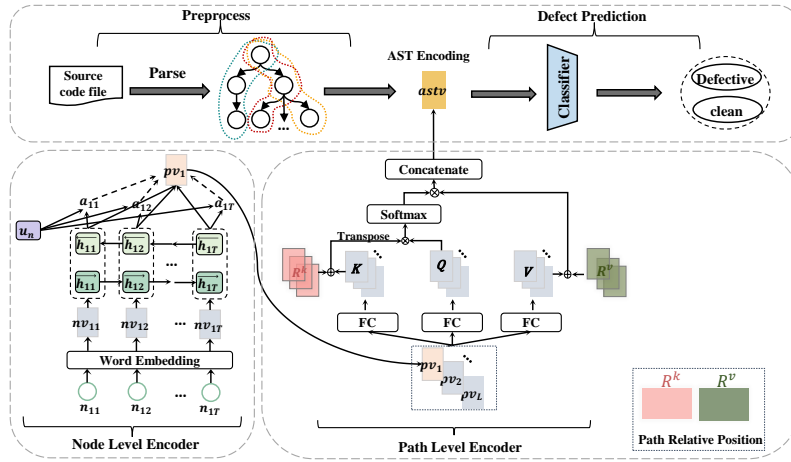 Preprocess
Defect Prediction
Source
code file
Parse
...
AST Encoding
astv
Classifier
Defective
clean
pv₁
a₁₁
a₁₂
a₁T
uₙ
h₁₁
h₁₂
h₁T
...
h₁₁
h₁₂
h₁T
nv₁₁
nv₁₂
...
nv₁T
Word Embedding
n₁₁
n₁₂
...
n₁T
Node Level Encoder
Concatenate
Softmax
Transpose
Rᵏ
K
Q
V
Rᵛ
FC
FC
FC
pv₁
ρv₂
ρv_L
Path Level Encoder
Rᵏ
Rᵛ
Path Relative Position